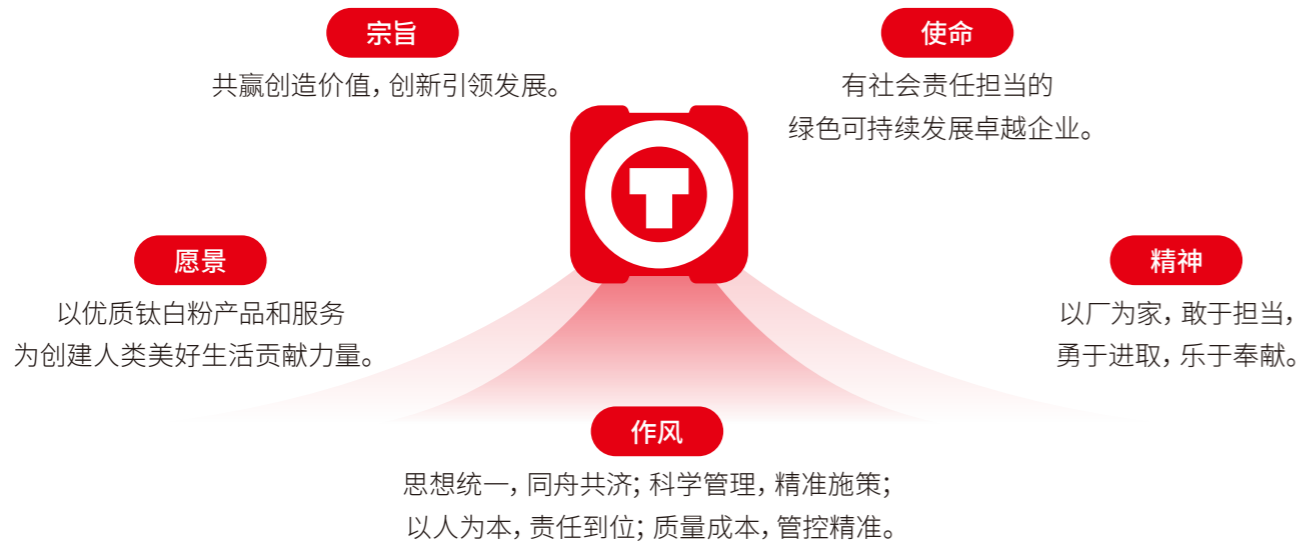 宗旨
共赢创造价值，创新引领发展。
使命
有社会责任担当的
绿色可持续发展卓越企业。
T
愿景
以优质钛白粉产品和服务
为创建人类美好生活贡献力量。
精神
以厂为家，敢于担当，
勇于进取，乐于奉献。
作风
思想统一，同舟共济；科学管理，精准施策；
以人为本，责任到位；质量成本，管控精准。